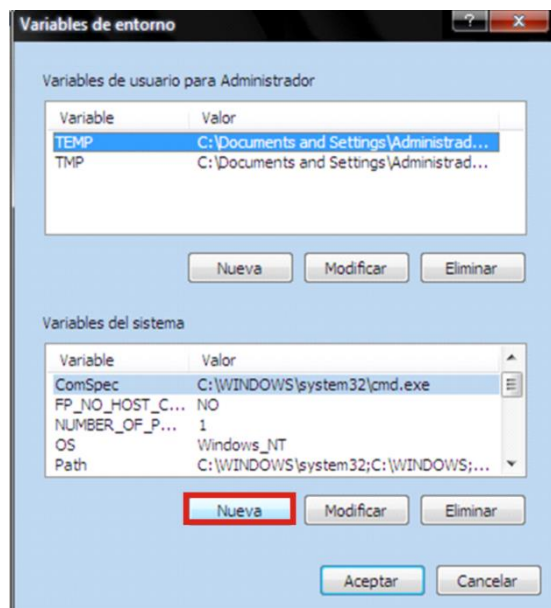 Variables de entorno
? x
Variables de usuario para Administrador
Variable Valor
TEMP C:\Documents and Settings\Administrad...
TMP C:\Documents and Settings\Administrad...
Nueva Modificar Eliminar
Variables del sistema
Variable Valor
ComSpec C:\WINDOWS\system32\cmd.exe
FP_NO_HOST_C... NO
NUMBER_OF_P... 1
OS Windows_NT
Path C:\WINDOWS\system32;C:\WINDOWS;...
Nueva Modificar Eliminar
Aceptar Cancelar